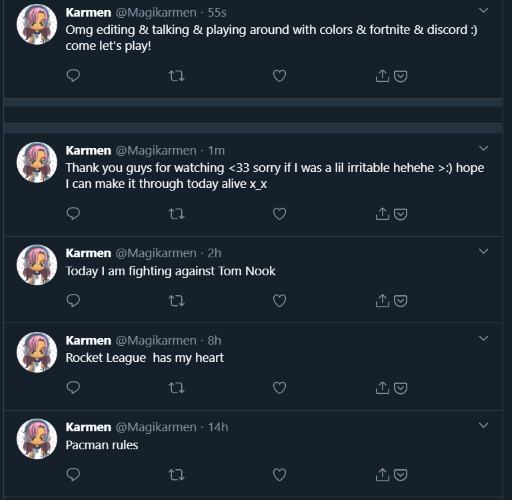 Karmen @Magikarmen · 55s
Omg editing & talking & playing around with colors & fortnite & discord :)
come let's play!
Karmen @Magikarmen · 1m
Thank you guys for watching <33 sorry if I was a lil irritable hehehe >:) hope
I can make it through today alive x_x
Karmen @Magikarmen · 2h
Today I am fighting against Tom Nook
Karmen @Magikarmen · 8h
Rocket League  has my heart
Karmen @Magikarmen · 14h
Pacman rules